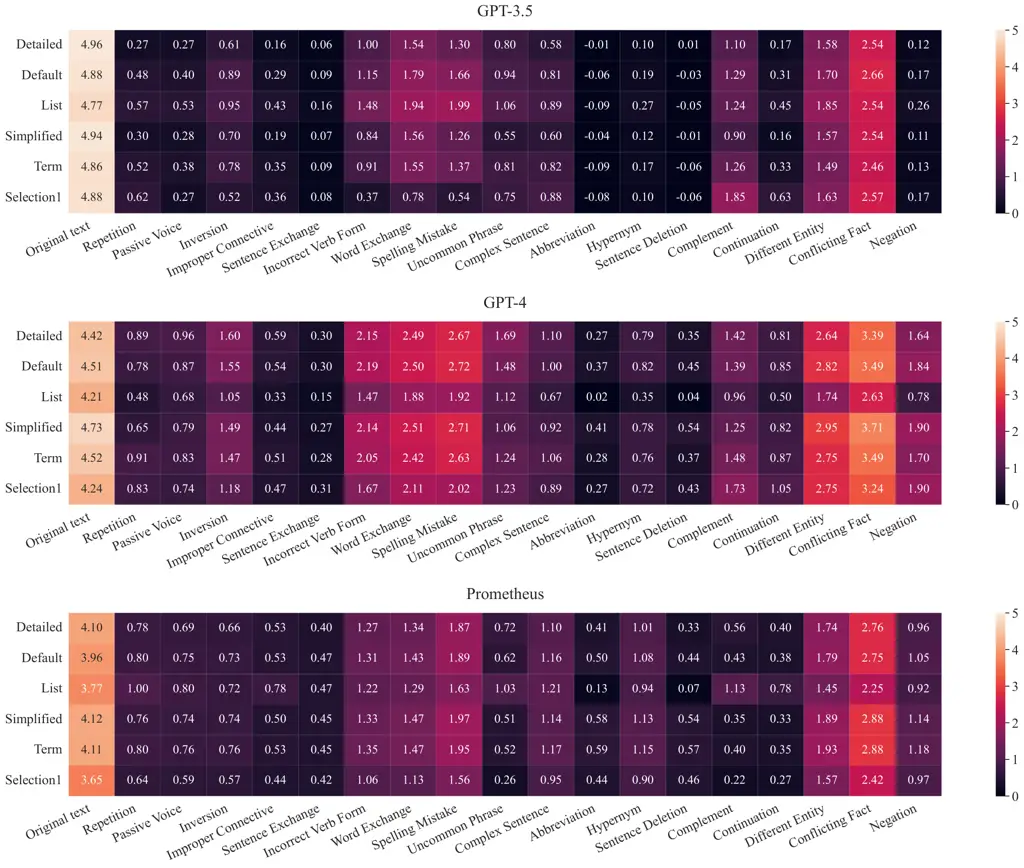 GPT-3.5
Detailed 4.96 0.27 0.27 0.61 0.16 0.06 1.00 1.54 1.30 0.80 0.58 -0.01 0.10 0.01 1.10 0.17 1.58 2.54 0.12
Default 4.88 0.48 0.40 0.89 0.29 0.09 1.15 1.79 1.66 0.94 0.81 -0.06 0.19 -0.03 1.29 0.31 1.70 2.66 0.17
List 4.77 0.57 0.53 0.95 0.43 0.16 1.48 1.94 1.99 1.06 0.89 -0.09 0.27 -0.05 1.24 0.45 1.85 2.54 0.26
Simplified 4.94 0.30 0.28 0.70 0.19 0.07 0.84 1.56 1.26 0.55 0.60 -0.04 0.12 -0.01 0.90 0.16 1.57 2.54 0.11
Term 4.86 0.52 0.38 0.78 0.35 0.09 0.91 1.55 1.37 0.81 0.82 -0.09 0.17 -0.06 1.26 0.33 1.49 2.46 0.13
Selection1 4.88 0.62 0.27 0.52 0.36 0.08 0.37 0.78 0.54 0.75 0.88 -0.08 0.10 -0.06 1.85 0.63 1.63 2.57 0.17
Original text Repetition Passive Voice Inversion Improper Connective Sentence Exchange Incorrect Verb Form Word Exchange Spelling Mistake Uncommon Phrase Complex Sentence Abbreviation Hypernym Sentence Deletion Complement Continuation Different Entity Conflicting Fact Negation
5
4
3
2
1
0
GPT-4
Detailed 4.42 0.89 0.96 1.60 0.59 0.30 2.15 2.49 2.67 1.69 1.10 0.27 0.79 0.35 1.42 0.81 2.64 3.39 1.64
Default 4.51 0.78 0.87 1.55 0.54 0.30 2.19 2.50 2.72 1.48 1.00 0.37 0.82 0.45 1.39 0.85 2.82 3.49 1.84
List 4.21 0.48 0.68 1.05 0.33 0.15 1.47 1.88 1.92 1.12 0.67 0.02 0.35 0.04 0.96 0.50 1.74 2.63 0.78
Simplified 4.73 0.65 0.79 1.49 0.44 0.27 2.14 2.51 2.71 1.06 0.92 0.41 0.78 0.54 1.25 0.82 2.95 3.71 1.90
Term 4.52 0.91 0.83 1.47 0.51 0.28 2.05 2.42 2.63 1.24 1.06 0.28 0.76 0.37 1.48 0.87 2.75 3.49 1.70
Selection1 4.24 0.83 0.74 1.18 0.47 0.31 1.67 2.11 2.02 1.23 0.89 0.27 0.72 0.43 1.73 1.05 2.75 3.24 1.90
Original text Repetition Passive Voice Inversion Improper Connective Sentence Exchange Incorrect Verb Form Word Exchange Spelling Mistake Uncommon Phrase Complex Sentence Abbreviation Hypernym Sentence Deletion Complement Continuation Different Entity Conflicting Fact Negation
5
4
3
2
1
0
Prometheus
Detailed 4.10 0.78 0.69 0.66 0.53 0.40 1.27 1.34 1.87 0.72 1.10 0.41 1.01 0.33 0.56 0.40 1.74 2.76 0.96
Default 3.96 0.80 0.75 0.73 0.53 0.47 1.31 1.43 1.89 0.62 1.16 0.50 1.08 0.44 0.43 0.38 1.79 2.75 1.05
List 3.77 1.00 0.80 0.72 0.78 0.47 1.22 1.29 1.63 1.03 1.21 0.13 0.94 0.07 1.13 0.78 1.45 2.25 0.92
Simplified 4.12 0.76 0.74 0.74 0.50 0.45 1.33 1.47 1.97 0.51 1.14 0.58 1.13 0.54 0.35 0.33 1.89 2.88 1.14
Term 4.11 0.80 0.76 0.76 0.53 0.45 1.35 1.47 1.95 0.52 1.17 0.59 1.15 0.57 0.40 0.35 1.93 2.88 1.18
Selection1 3.65 0.64 0.59 0.57 0.44 0.42 1.06 1.13 1.56 0.26 0.95 0.44 0.90 0.46 0.22 0.27 1.57 2.42 0.97
Original text Repetition Passive Voice Inversion Improper Connective Sentence Exchange Incorrect Verb Form Word Exchange Spelling Mistake Uncommon Phrase Complex Sentence Abbreviation Hypernym Sentence Deletion Complement Continuation Different Entity Conflicting Fact Negation
5
4
3
2
1
0